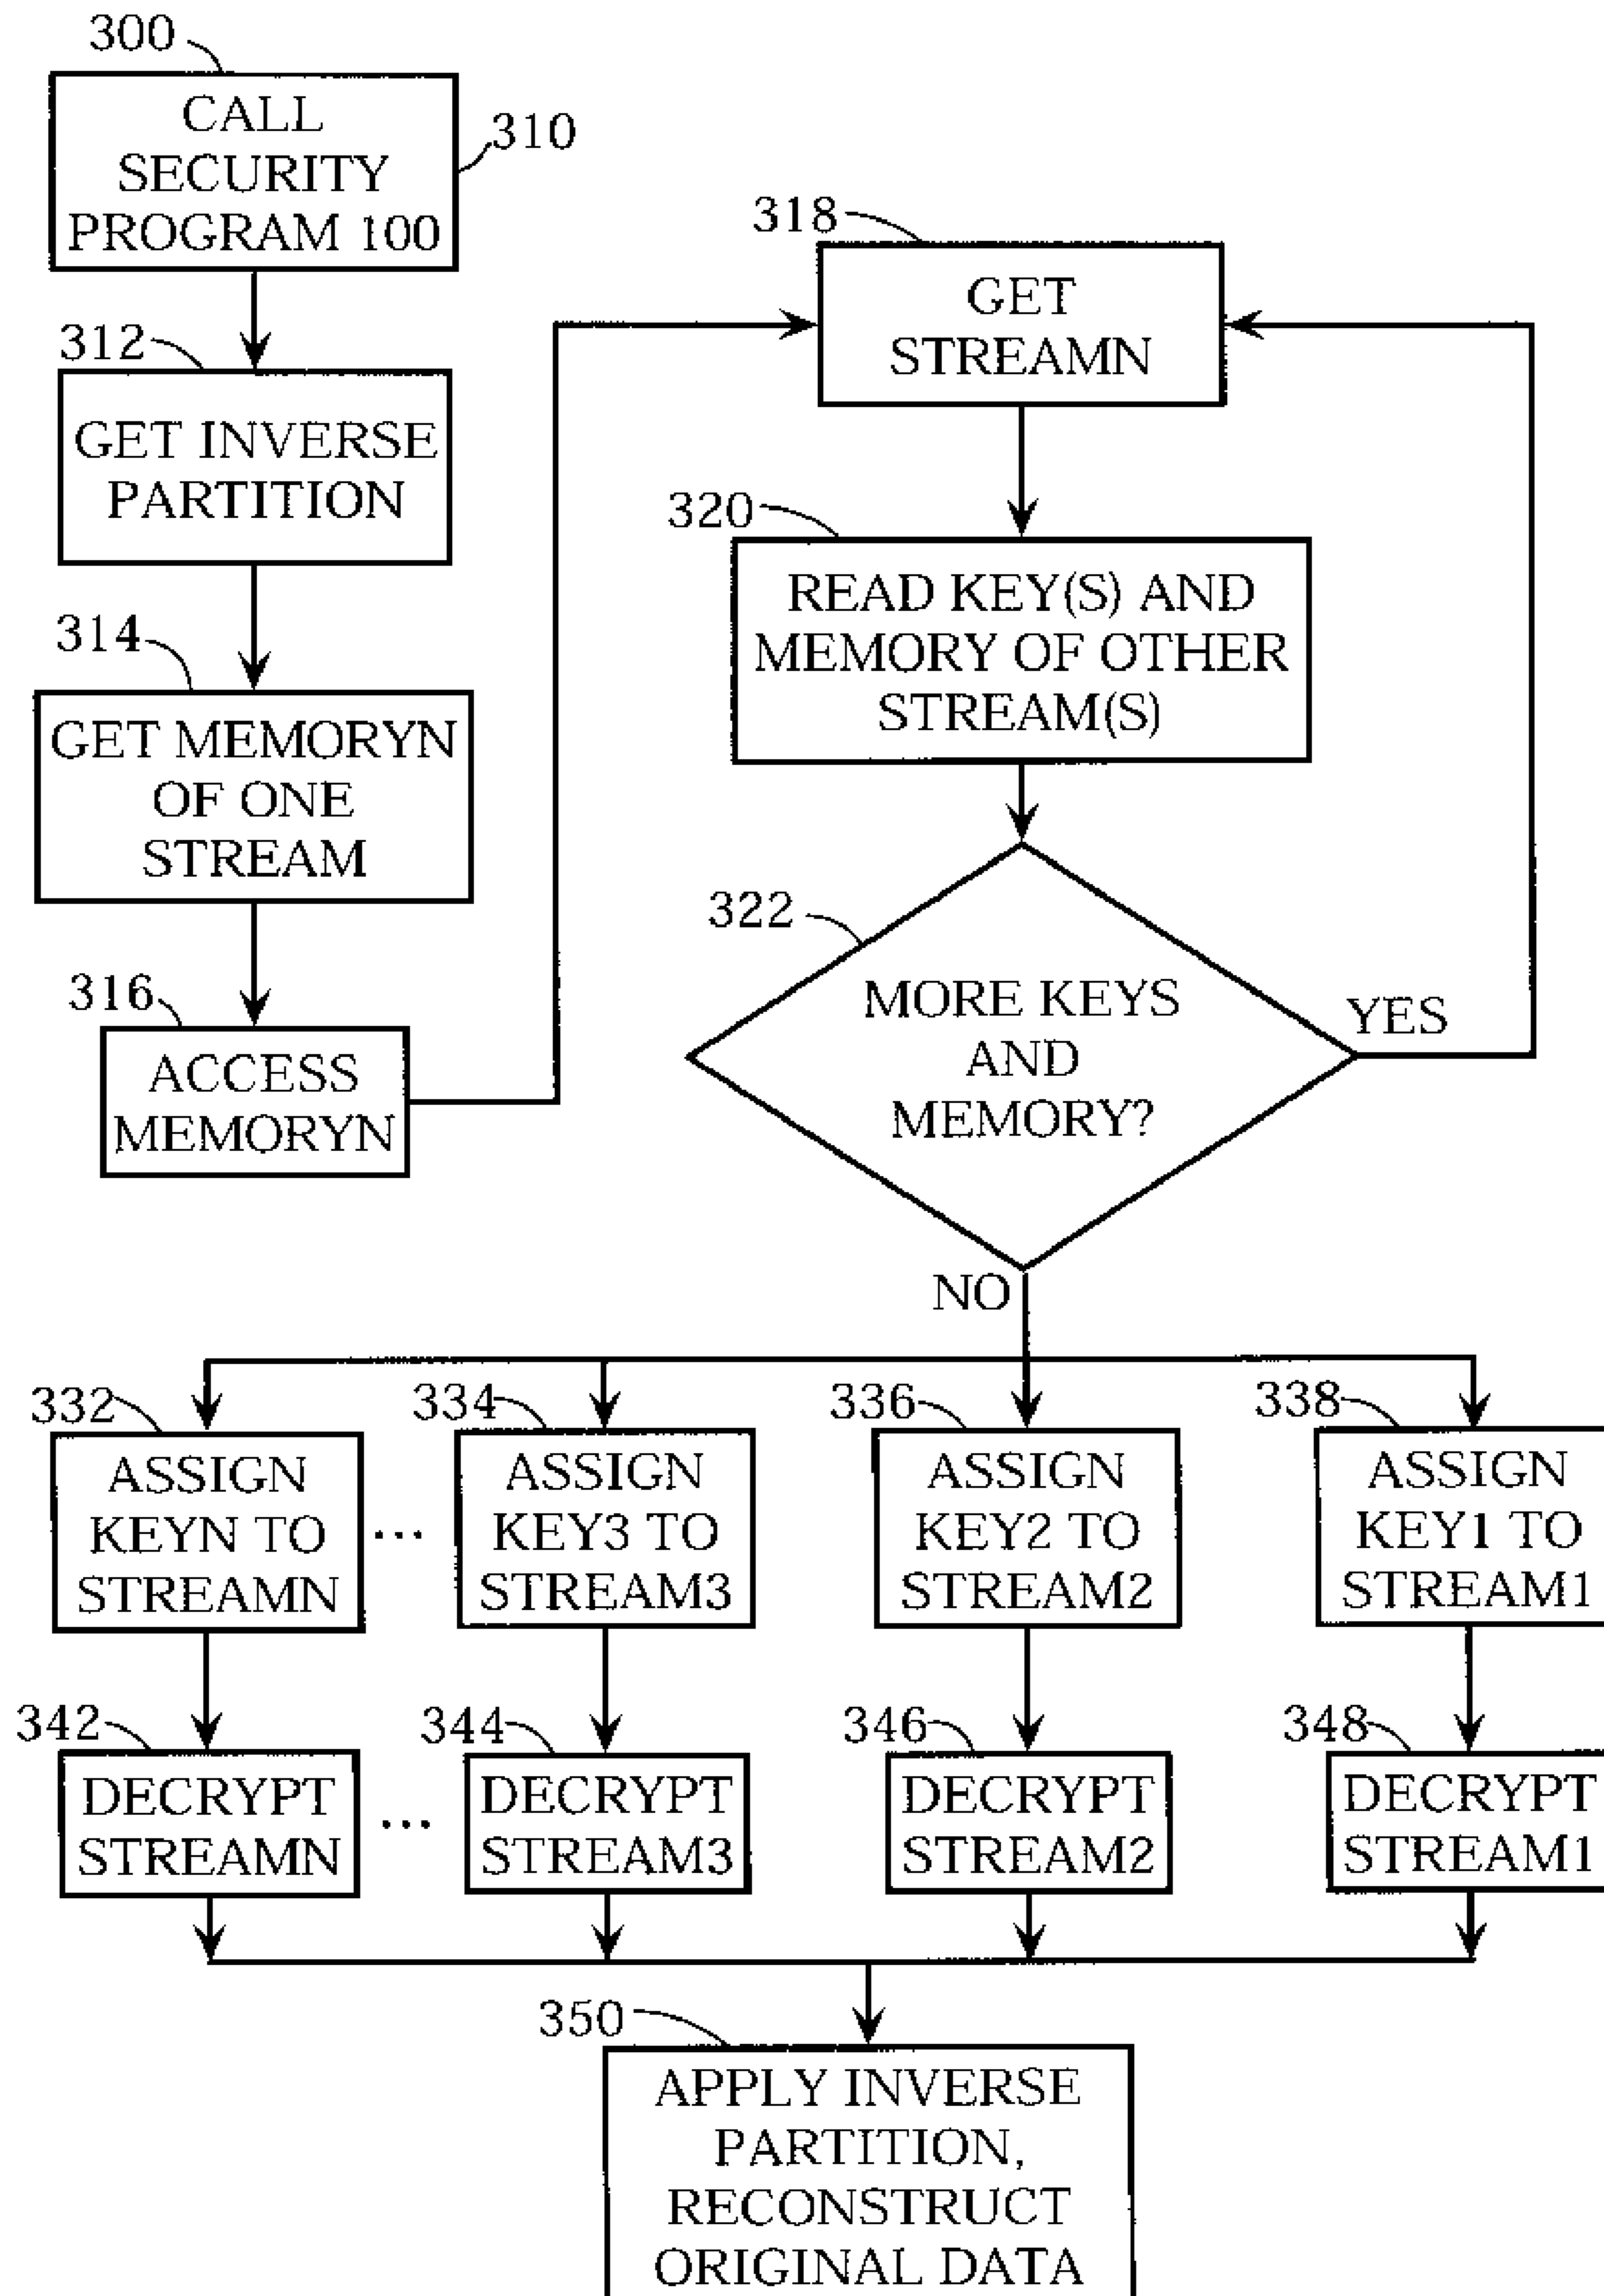 300
CALL
SECURITY
PROGRAM 100
310
312
GET INVERSE
PARTITION
314
GET MEMORYN
OF ONE
STREAM
316
ACCESS
MEMORYN
318
GET
STREAMN
320
READ KEY(S) AND
MEMORY OF OTHER
STREAM(S)
322
MORE KEYS
AND
MEMORY?
YES
NO
332
ASSIGN
KEYN TO
STREAMN
...
334
ASSIGN
KEY3 TO
STREAM3
336
ASSIGN
KEY2 TO
STREAM2
338
ASSIGN
KEY1 TO
STREAM1
342
DECRYPT
STREAMN
...
344
DECRYPT
STREAM3
346
DECRYPT
STREAM2
348
DECRYPT
STREAM1
350
APPLY INVERSE
PARTITION,
RECONSTRUCT
ORIGINAL DATA